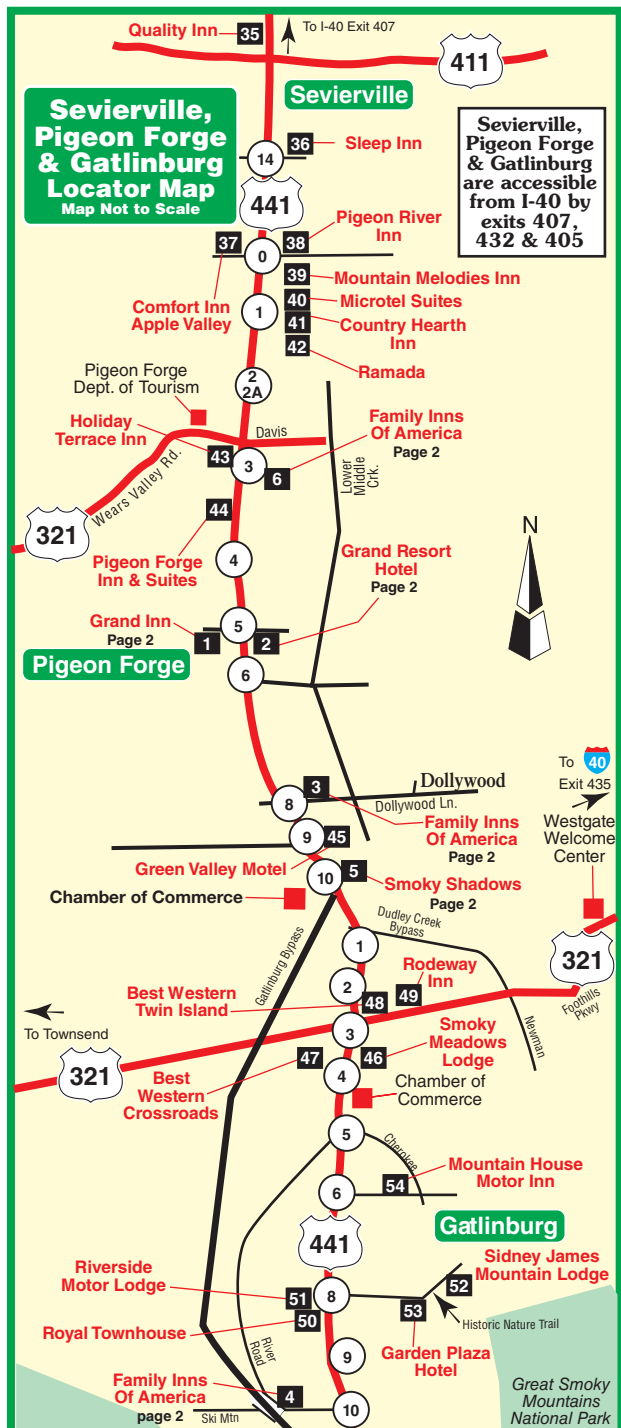 Quality Inn
35
To I-40 Exit 407
411
Sevierville
Sevierville,
Pigeon Forge
& Gatlinburg
Locator Map
Map Not to Scale
Sevierville,
Pigeon Forge
& Gatlinburg
are accessible
from I-40 by
exits 407,
432 & 405
36
Sleep Inn
14
441
37
38
Pigeon River
Inn
0
39
Mountain Melodies Inn
Comfort Inn
Apple Valley
40
Microtel Suites
1
41
Country Hearth
Inn
42
Ramada
Pigeon Forge
Dept. of Tourism
2
2A
Holiday
Terrace Inn
Davis
Family Inns
Of America
Page 2
43
3
6
Lower
Middle
Crk.
Wears Valley Rd.
321
44
Pigeon Forge
Inn & Suites
4
Grand Resort
Hotel
Page 2
N
Grand Inn
Page 2
1
5
2
Pigeon Forge
6
To
40
Exit 435
Dollywood
3
8
Dollywood Ln.
Family Inns
Of America
Page 2
Westgate
Welcome
Center
9
45
Green Valley Motel
10
5
Smoky Shadows
Page 2
Chamber of Commerce
Gatlinburg Bypass
Dudley Creek
Bypass
1
321
Foothills
Pkwy
Rodeway
Inn
2
Best Western
Twin Island
48
49
Newman
To Townsend
3
Smoky
Meadows
Lodge
321
47
46
Best
Western
Crossroads
4
Chamber of
Commerce
5
Cherokee
Mountain House
Motor Inn
54
6
441
Gatlinburg
Riverside
Motor Lodge
Sidney James
Mountain Lodge
51
8
52
50
Royal Townhouse
53
Historic Nature Trail
River
Road
Garden Plaza
Hotel
9
Family Inns
Of America
page 2
4
Ski Mtn
10
Great Smoky
Mountains
National Park